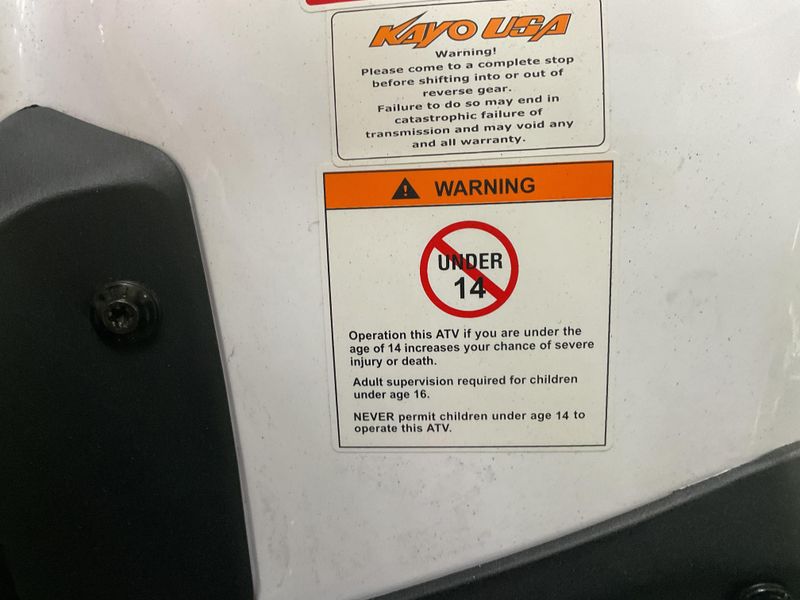 KAYO USA
Warning!
Please come to a complete stop
before shifting into or out of
reverse gear.
Failure to do so may end in
catastrophic failure of
transmission and may void any
and all warranty.
WARNING
UNDER
14
Operation this ATV if you are under the
age of 14 increases your chance of severe
injury or death.
Adult supervision required for children
under age 16.
NEVER permit children under age 14 to
operate this ATV.